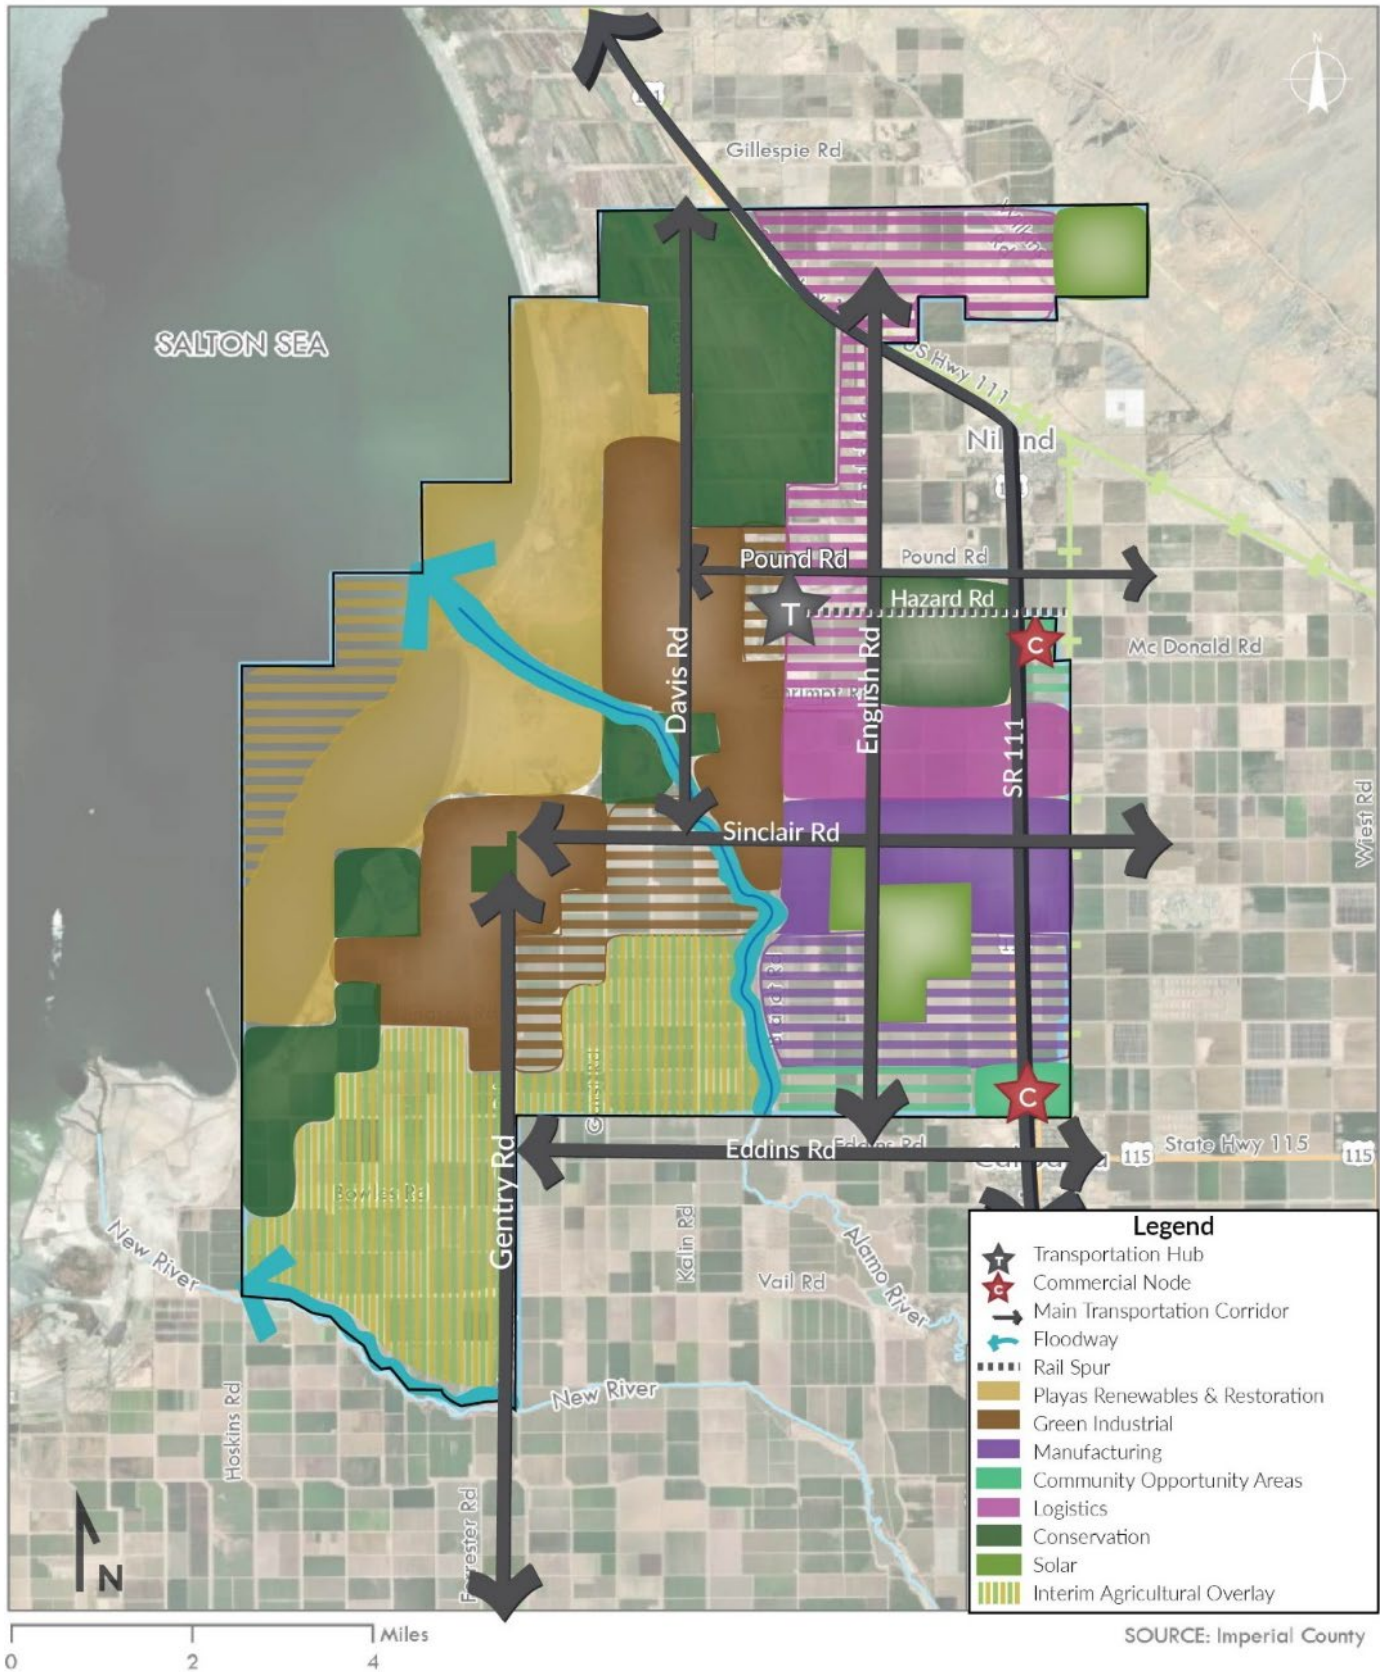 N
Gillespie Rd
SALTON SEA
US Hwy 111
Niland
Pound Rd
Pound Rd
T
Hazard Rd
C
Mc Donald Rd
Davis Rd
English Rd
SR 111
Schrimpf Rd
Sinclair Rd
Wiest Rd
C
Eddins Rd
Eddins Rd
115
State Hwy 115
115
Gentry Rd
Bowles Rd
New River
Kalin Rd
Vail Rd
Alamo River
New River
Hoskins Rd
Forrester Rd
N
Legend
T Transportation Hub
C Commercial Node
Main Transportation Corridor
Floodway
Rail Spur
Playas Renewables & Restoration
Green Industrial
Manufacturing
Community Opportunity Areas
Logistics
Conservation
Solar
Interim Agricultural Overlay
Miles
0 2 4
SOURCE: Imperial County